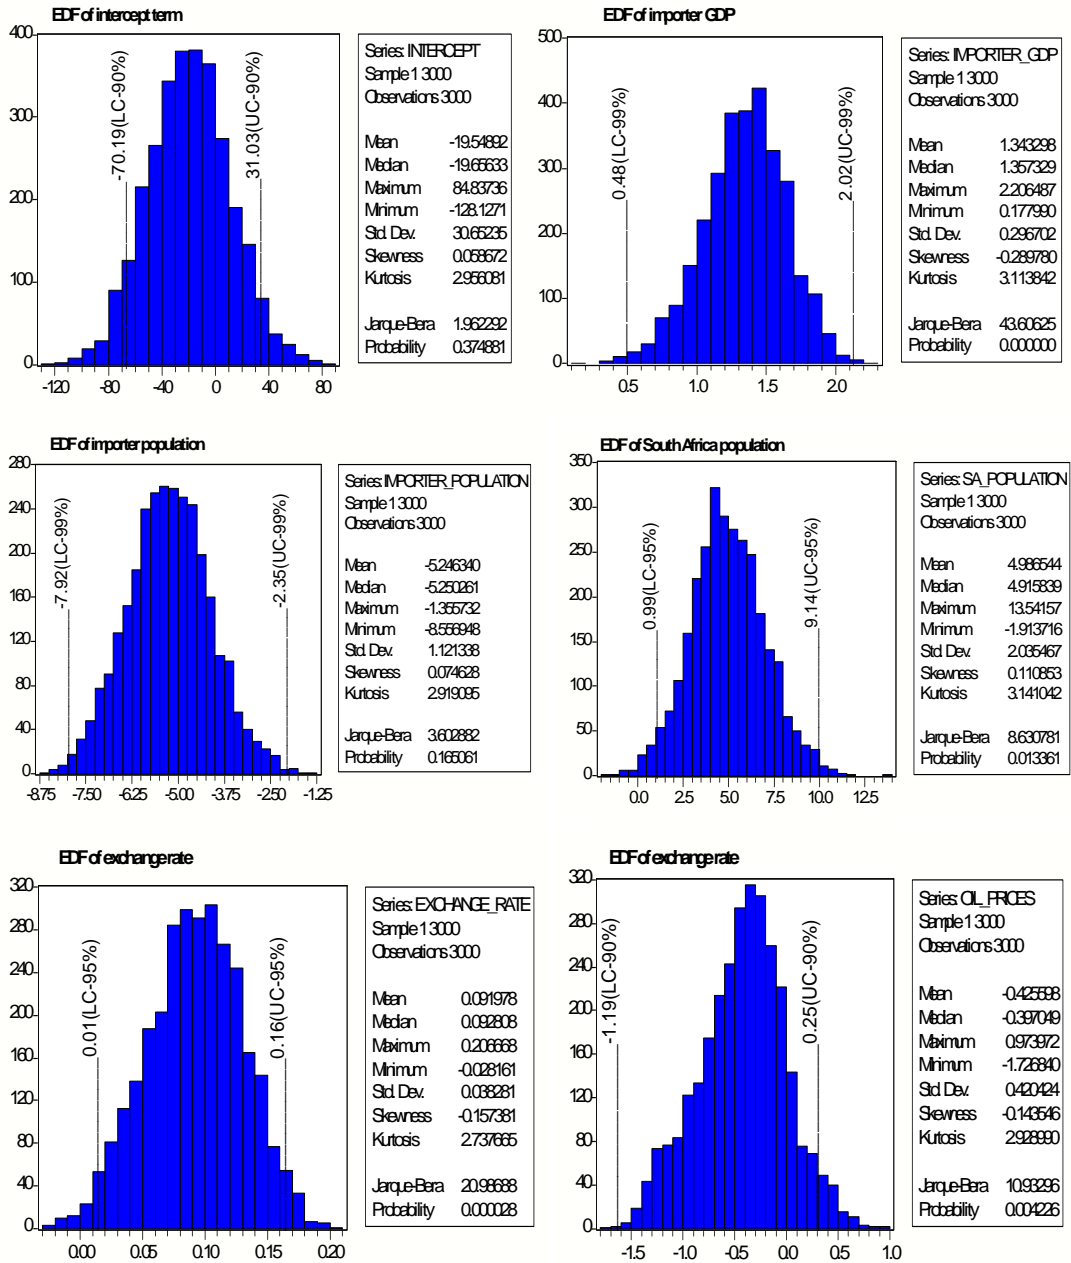 EDF of intercept term
400
300
200
100
0
-120 -80 -40 0 40 80
-70.19(LC-90%)
31.03(UC-90%)
Series: INTERCEPT
Sample 1 3000
Observations 3000
Mean -19.54892
Median -19.65633
Maximum 84.83736
Minimum -128.1271
Std. Dev. 30.65235
Skewness 0.058672
Kurtosis 2.956081
Jarque-Bera 1.962292
Probability 0.374881
EDF of importer GDP
500
400
300
200
100
0
0.5 1.0 1.5 2.0
0.48(LC-99%)
2.02(UC-99%)
Series: IMPORTER_GDP
Sample 1 3000
Observations 3000
Mean 1.343298
Median 1.357329
Maximum 2.206487
Minimum 0.177990
Std. Dev. 0.296702
Skewness -0.289780
Kurtosis 3.113842
Jarque-Bera 43.60625
Probability 0.000000
EDF of importer population
280
240
200
160
120
80
40
0
-8.75 -7.50 -6.25 -5.00 -3.75 -2.50 -1.25
-7.92(LC-99%)
-2.35(UC-99%)
Series: IMPORTER_POPULATION
Sample 1 3000
Observations 3000
Mean -5.246340
Median -5.250261
Maximum -1.355732
Minimum -8.556948
Std. Dev. 1.121338
Skewness 0.074628
Kurtosis 2.919095
Jarque-Bera 3.602882
Probability 0.165061
EDF of South Africa population
350
300
250
200
150
100
50
0
0.0 2.5 5.0 7.5 10.0 12.5
0.99(LC-95%)
9.14(UC-95%)
Series: SA_POPULATION
Sample 1 3000
Observations 3000
Mean 4.986544
Median 4.915839
Maximum 13.54157
Minimum -1.913716
Std. Dev. 2.035467
Skewness 0.110853
Kurtosis 3.141042
Jarque-Bera 8.630781
Probability 0.013361
EDF of exchange rate
320
280
240
200
160
120
80
40
0
0.00 0.05 0.10 0.15 0.20
0.01(LC-95%)
0.16(UC-95%)
Series: EXCHANGE_RATE
Sample 1 3000
Observations 3000
Mean 0.091978
Median 0.092808
Maximum 0.206668
Minimum -0.028161
Std. Dev. 0.038281
Skewness -0.157381
Kurtosis 2.737665
Jarque-Bera 20.98688
Probability 0.000028
EDF of exchange rate
320
280
240
200
160
120
80
40
0
-1.5 -1.0 -0.5 0.0 0.5 1.0
-1.19(LC-90%)
0.25(UC-90%)
Series: OIL_PRICES
Sample 1 3000
Observations 3000
Mean -0.425598
Median -0.397049
Maximum 0.973972
Minimum -1.726840
Std. Dev. 0.420424
Skewness -0.143546
Kurtosis 2.928990
Jarque-Bera 10.93296
Probability 0.004226